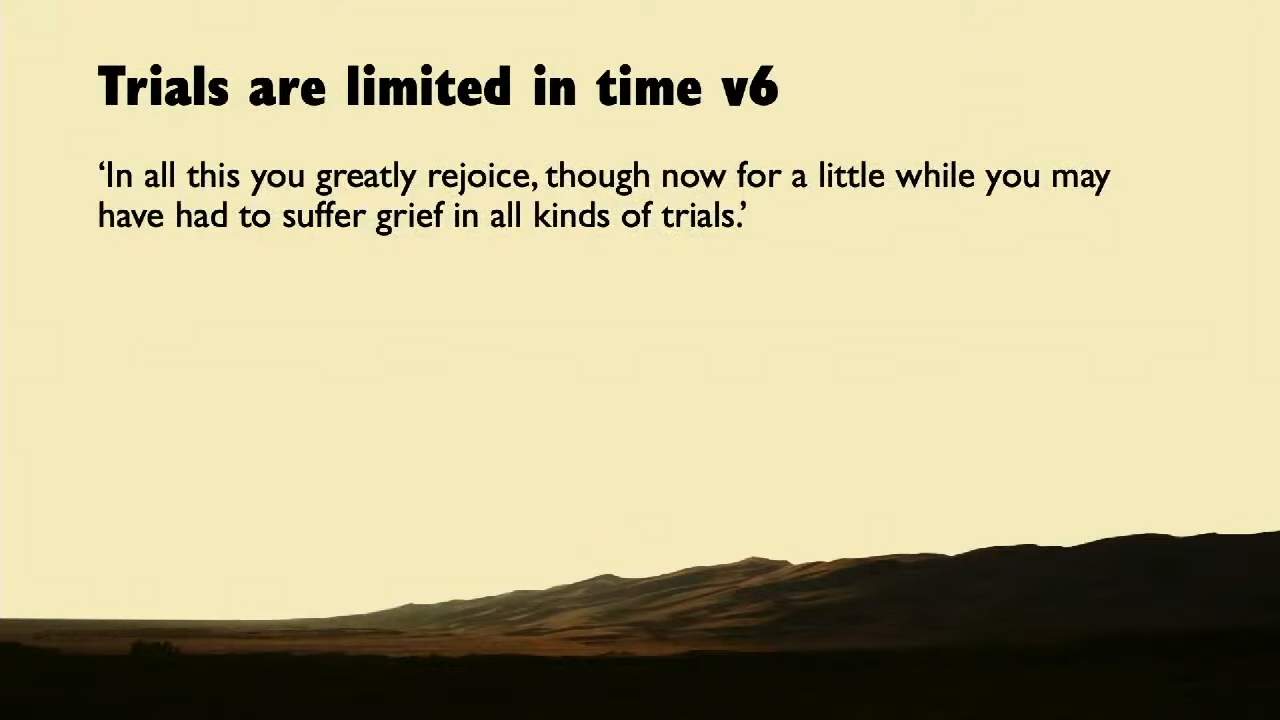 Trials are limited in time v6
‘In all this you greatly rejoice, though now for a little while you may
have had to suffer grief in all kinds of trials.’